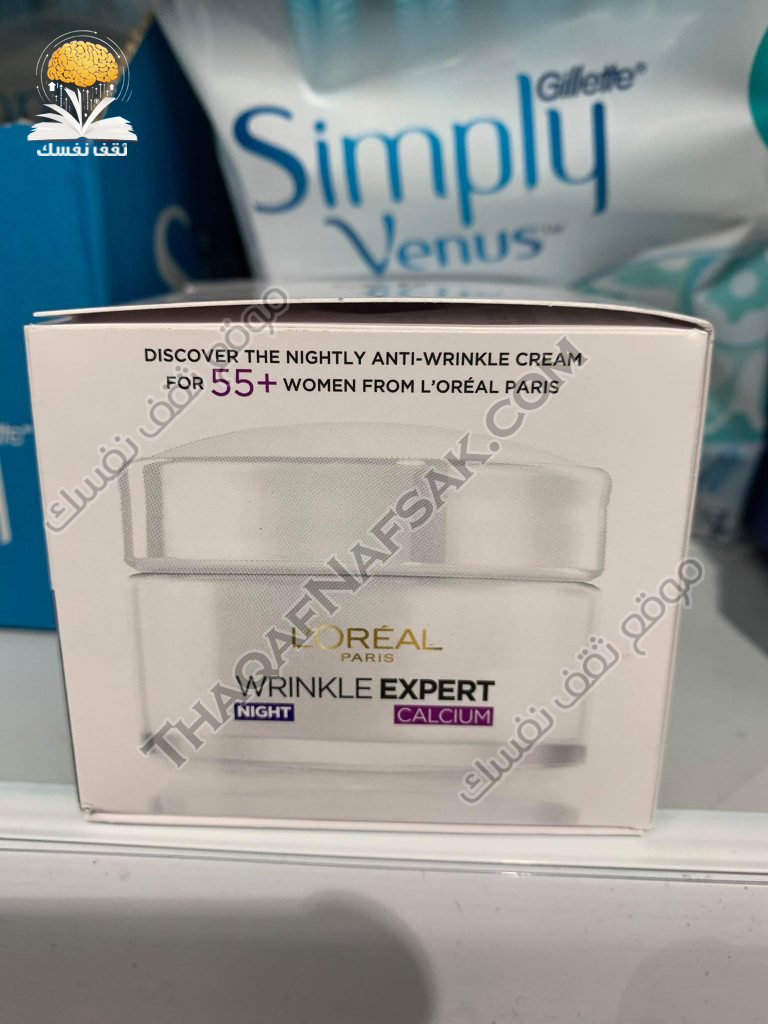 ثقف نفسك
Gillette
Simply
Venus
DISCOVER THE NIGHTLY ANTI-WRINKLE CREAM
FOR 55+ WOMEN FROM L'ORÉAL PARIS
موقع ثقف نفسك
THAQAFNAFSAK.COM
موقع ثقف نفسك
L'ORÉAL
PARIS
WRINKLE EXPERT
NIGHT CALCIUM